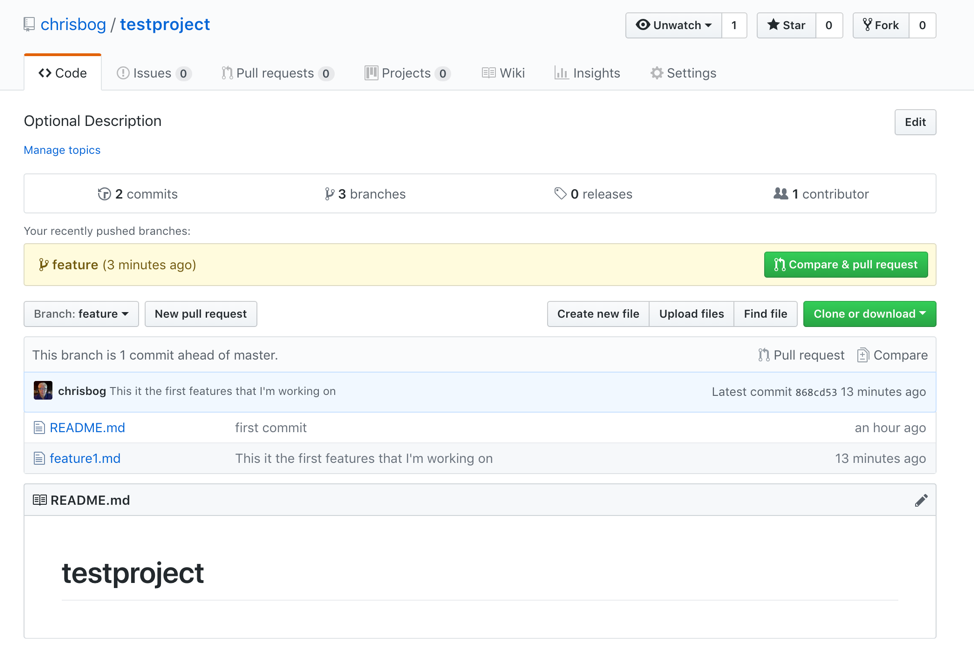 chrisbog / testproject
Unwatch 1 Star 0 Fork 0
Code Issues 0 Pull requests 0 Projects 0 Wiki Insights Settings
Optional Description Edit
Manage topics
2 commits 3 branches 0 releases 1 contributor
Your recently pushed branches:
feature (3 minutes ago) Compare & pull request
Branch: feature New pull request Create new file Upload files Find file Clone or download
This branch is 1 commit ahead of master. Pull request Compare
chrisbog This it the first features that I'm working on Latest commit 868cd53 13 minutes ago
README.md first commit an hour ago
feature1.md This it the first features that I'm working on 13 minutes ago
README.md
testproject